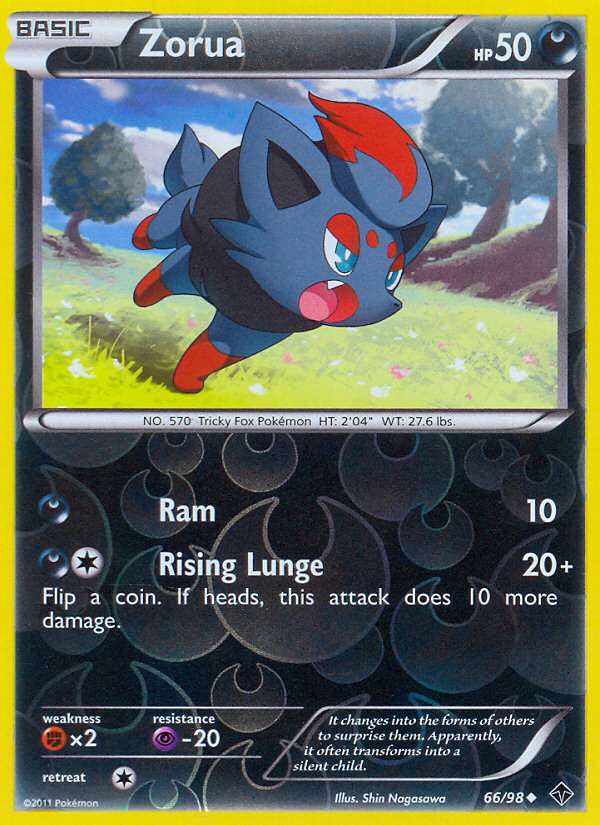 BASIC
Zorua
HP50
NO. 570 Tricky Fox Pokémon HT: 2'04" WT: 27.6 lbs.
Ram 10
Rising Lunge 20+
Flip a coin. If heads, this attack does 10 more
damage.
weakness resistance
×2 -20
retreat
It changes into the forms of others
to surprise them. Apparently,
it often transforms into a
silent child.
©2011 Pokémon
Illus. Shin Nagasawa 66/98